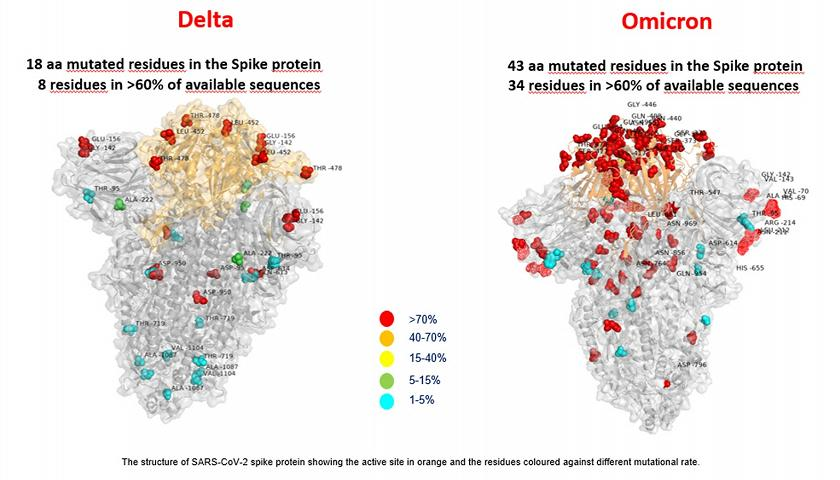 Delta
18 aa mutated residues in the Spike protein
8 residues in >60% of available sequences
THR-478
LEU-452
LEU-452
GLU-156
GLY-142
GLU-156
GLY-142
LEU-452
THR-478
THR-478
THR-95
ALA-222
GLU-156
GLY-142
ALA-222
THR-95
ASP-950
ASP-950
THR-719
THR-719
VAL-1104
ALA-1087
THR-719
ALA-1087
VAL-1104
ALA-1087
>70%
40-70%
15-40%
5-15%
1-5%
Omicron
43 aa mutated residues in the Spike protein
34 residues in >60% of available sequences
GLY-446
THR-547
GLY-142
VAL-143
VAL-70
HIS-69
THR-95
ARG-214
ASN-969
ASP-614
ASN-856
ASN-764
GLN-954
HIS-655
ASP-796
The structure of SARS-CoV-2 spike protein showing the active site in orange and the residues coloured against different mutational rate.